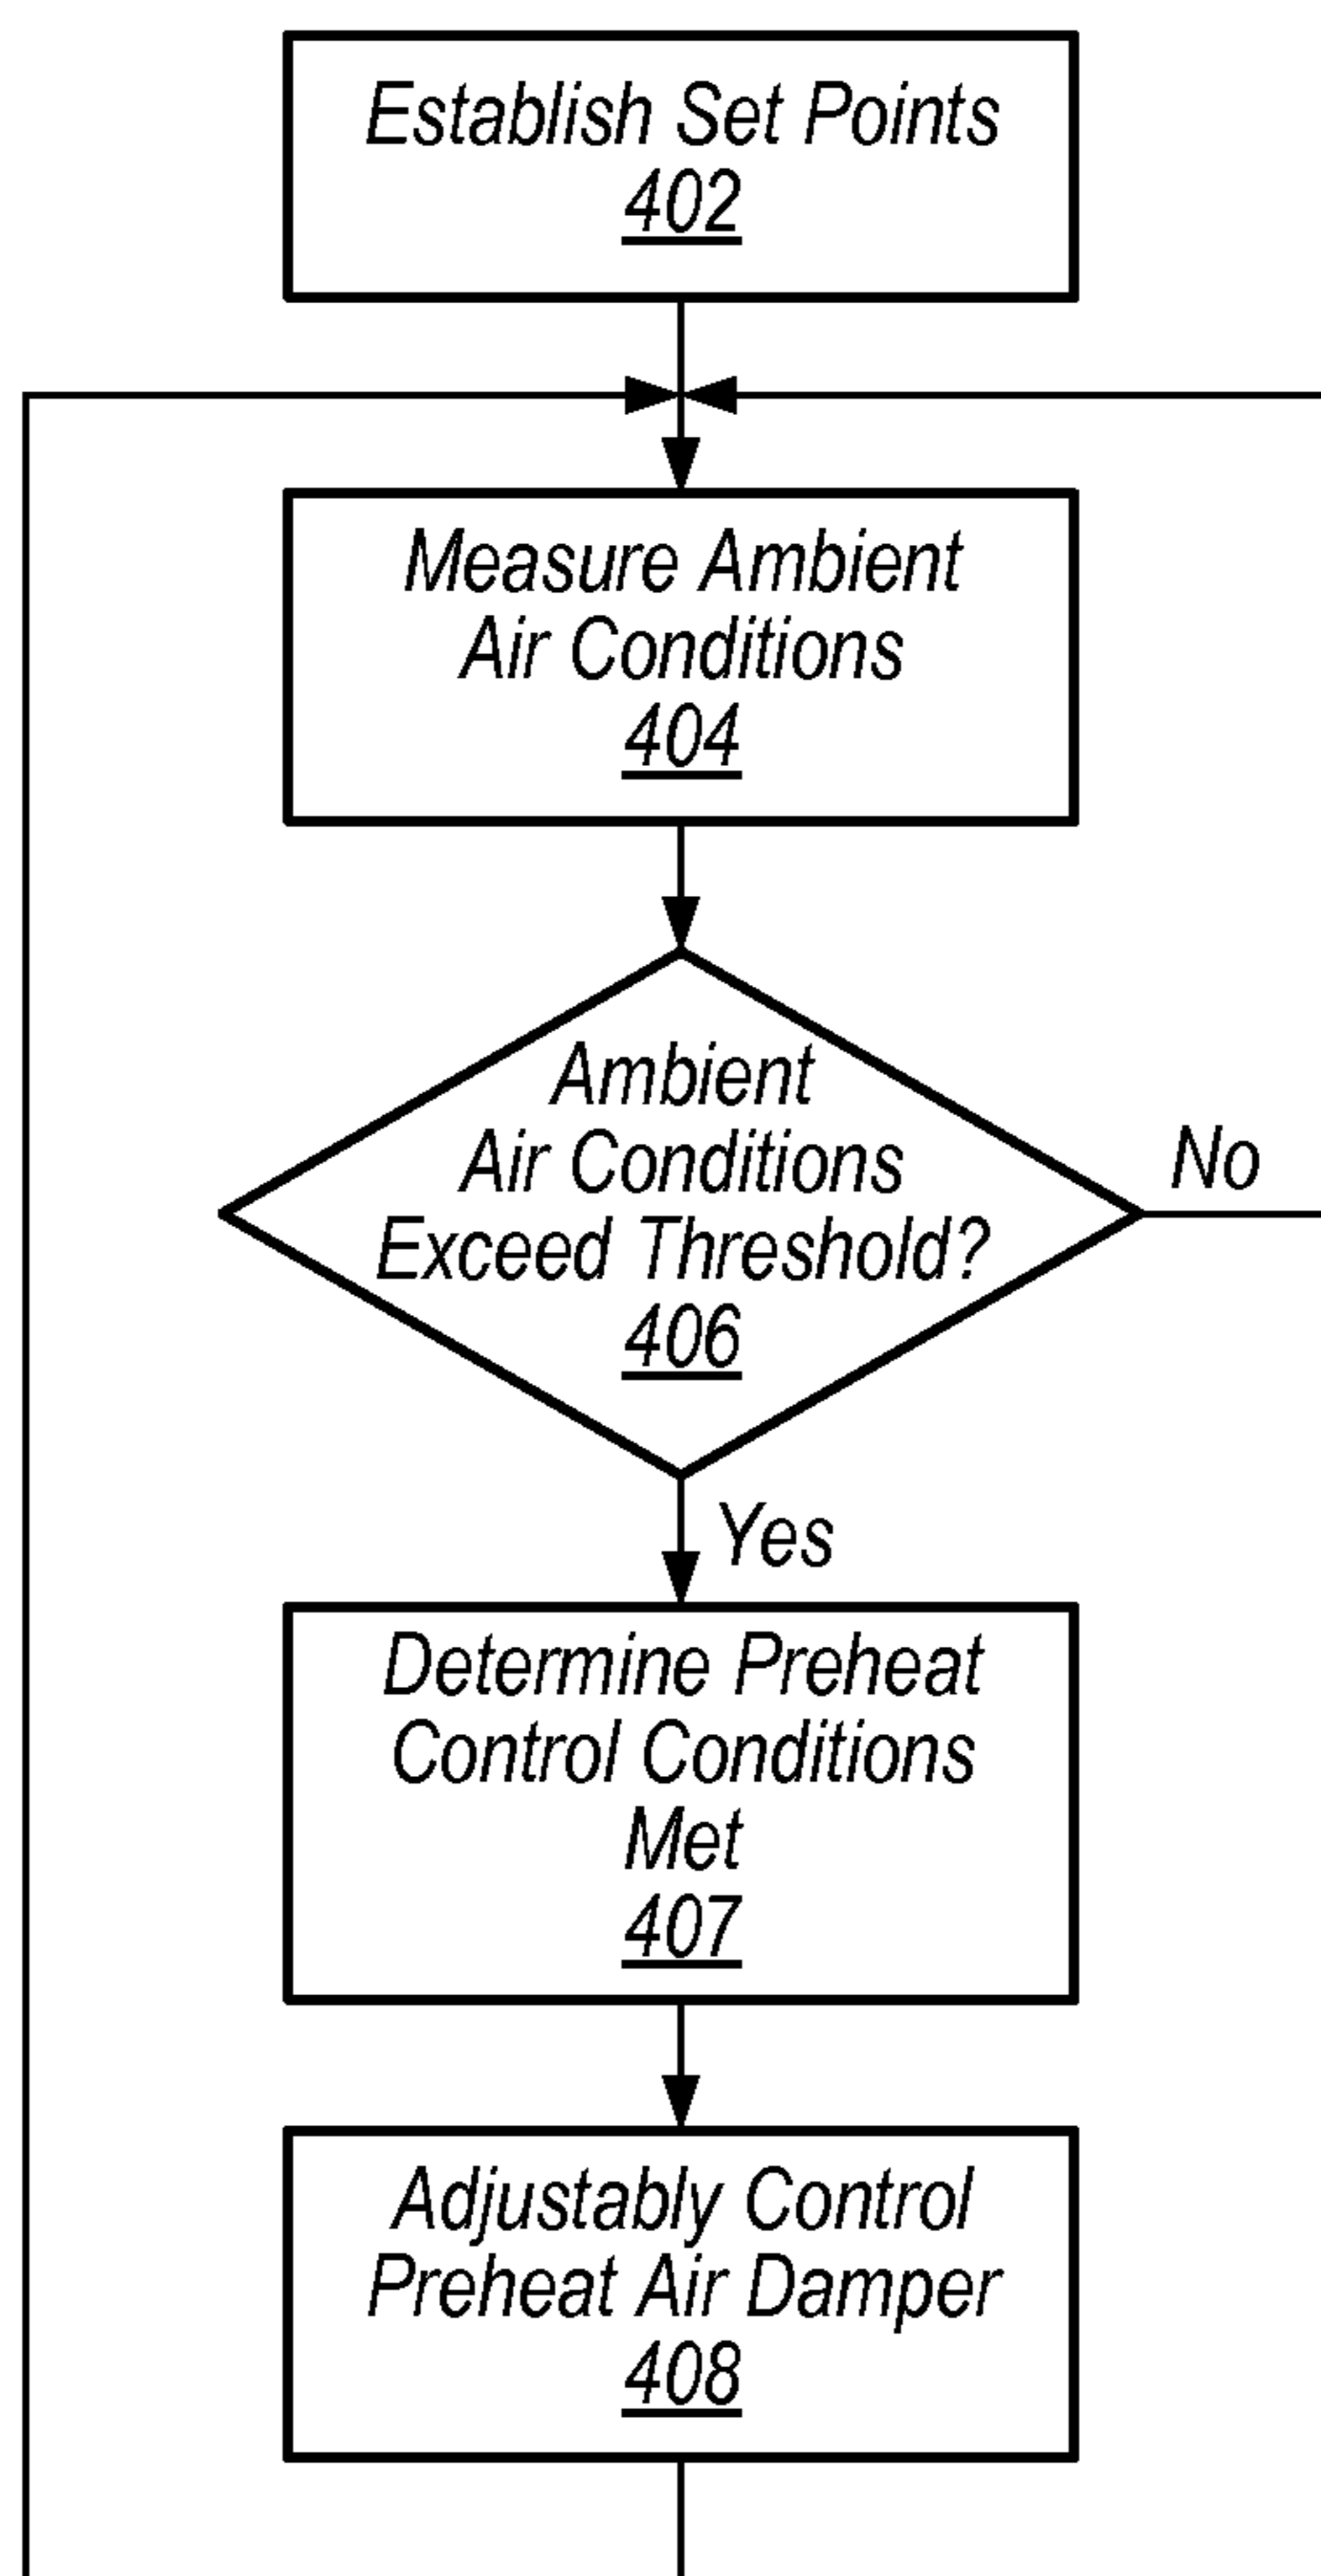 Establish Set Points
402
Measure Ambient
Air Conditions
404
Ambient
Air Conditions
Exceed Threshold?
406
No
Yes
Determine Preheat
Control Conditions
Met
407
Adjustably Control
Preheat Air Damper
408